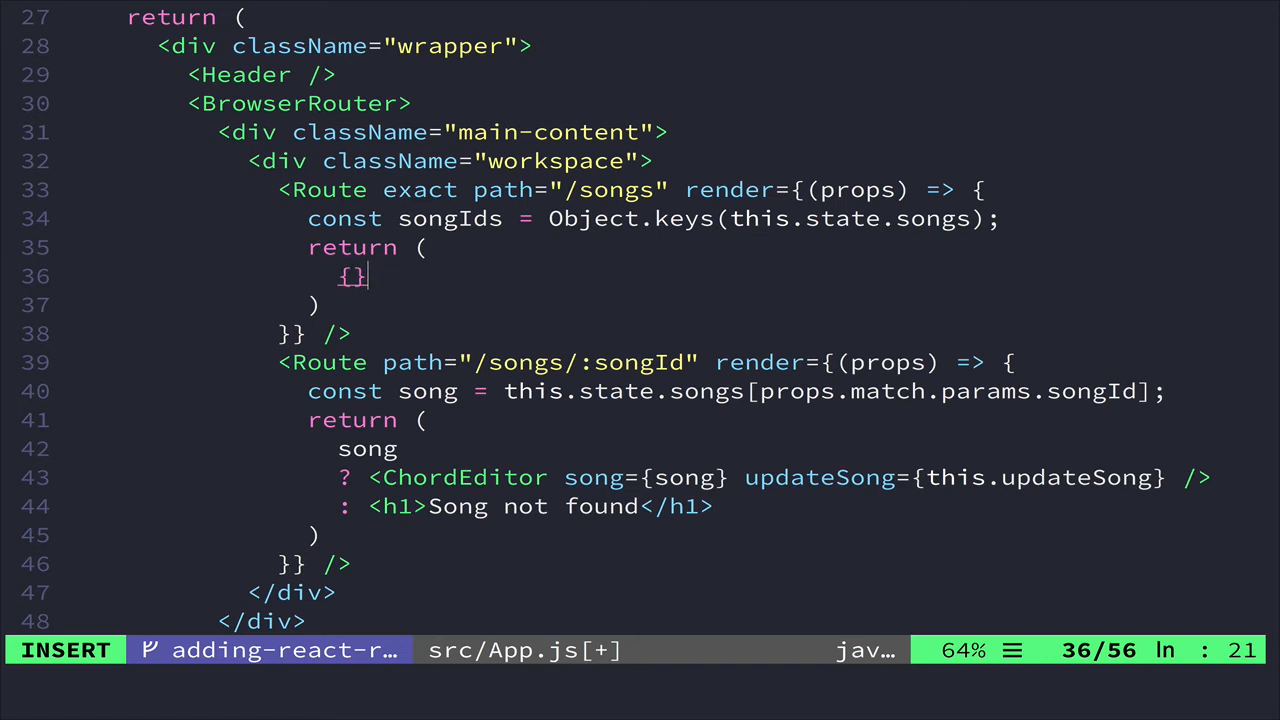 27 return (
28 <div className="wrapper">
29 <Header />
30 <BrowserRouter>
31 <div className="main-content">
32 <div className="workspace">
33 <Route exact path="/songs" render={(props) => {
34 const songIds = Object.keys(this.state.songs);
35 return (
36 {}
37 )
38 }} />
39 <Route path="/songs/:songId" render={(props) => {
40 const song = this.state.songs[props.match.params.songId];
41 return (
42 song
43 ? <ChordEditor song={song} updateSong={this.updateSong} />
44 : <h1>Song not found</h1>
45 )
46 }} />
47 </div>
48 </div>
INSERT adding-react-r… src/App.js[+] jav… 64% ☰ 36/56 ln : 21